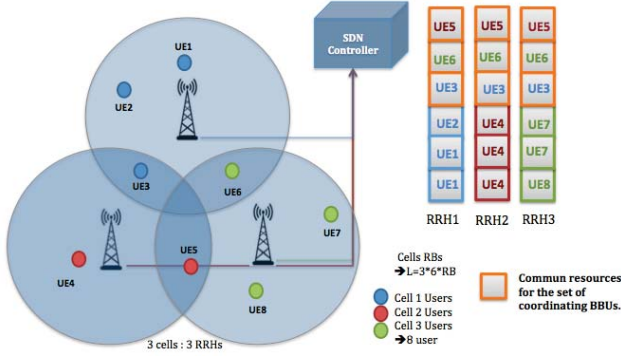 UE1
UE2
UE3
UE6
UE4
UE5
UE7
UE8
3 cells : 3 RRHs
SDN
Controller
UE5 UE5 UE5
UE6 UE6 UE6
UE3 UE3 UE3
UE2 UE4 UE7
UE1 UE4 UE7
UE1 UE4 UE8
RRH1 RRH2 RRH3
Cells RBs
➔L=3*6*RB
Cell 1 Users
Cell 2 Users
Cell 3 Users
➔8 user
Commun resources
for the set of
coordinating BBUs.